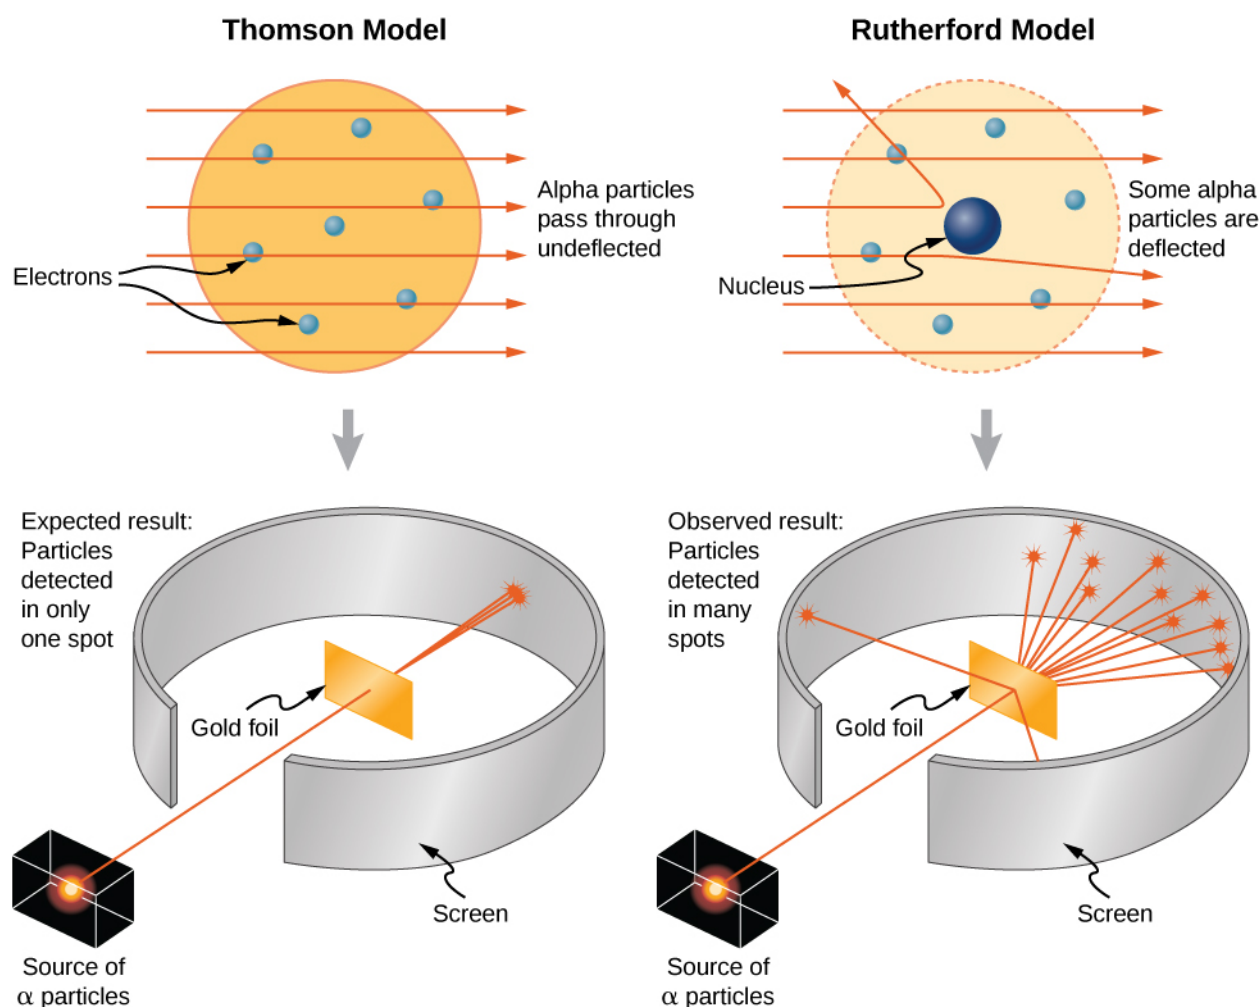 Thomson Model
Electrons
Alpha particles
pass through
undeflected
Expected result:
Particles
detected
in only
one spot
Gold foil
Screen
Source of
α particles
Rutherford Model
Nucleus
Some alpha
particles are
deflected
Observed result:
Particles
detected
in many
spots
Gold foil
Screen
Source of
α particles